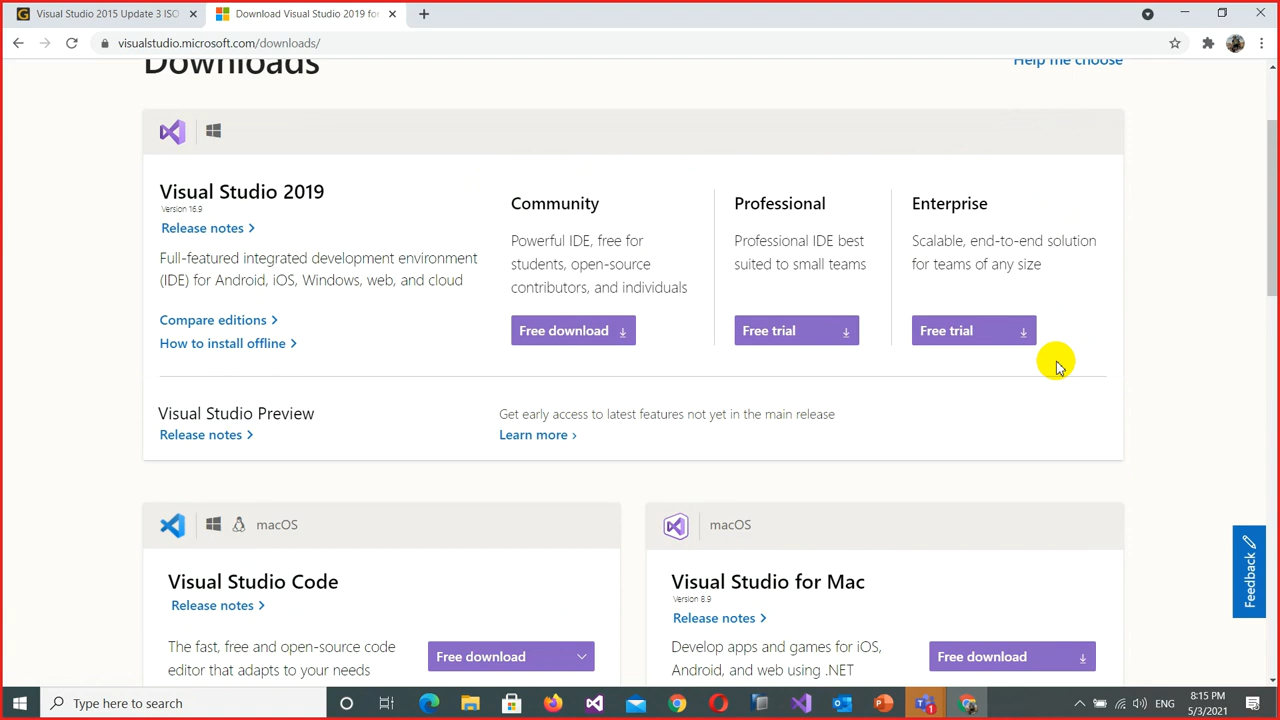 Visual Studio 2015 Update 3 ISO
Download Visual Studio 2019 for
visualstudio.microsoft.com/downloads/
Downloads
Help me choose
Visual Studio 2019
Version 16.9
Release notes
Full-featured integrated development environment
(IDE) for Android, iOS, Windows, web, and cloud
Compare editions
How to install offline
Community
Powerful IDE, free for
students, open-source
contributors, and individuals
Free download
Professional
Professional IDE best
suited to small teams
Free trial
Enterprise
Scalable, end-to-end solution
for teams of any size
Free trial
Visual Studio Preview
Release notes
Get early access to latest features not yet in the main release
Learn more
macOS
Visual Studio Code
Release notes
The fast, free and open-source code
editor that adapts to your needs
Free download
macOS
Visual Studio for Mac
Version 8.9
Release notes
Develop apps and games for iOS,
Android, and web using .NET
Free download
Feedback
Type here to search
1
ENG
8:15 PM
5/3/2021